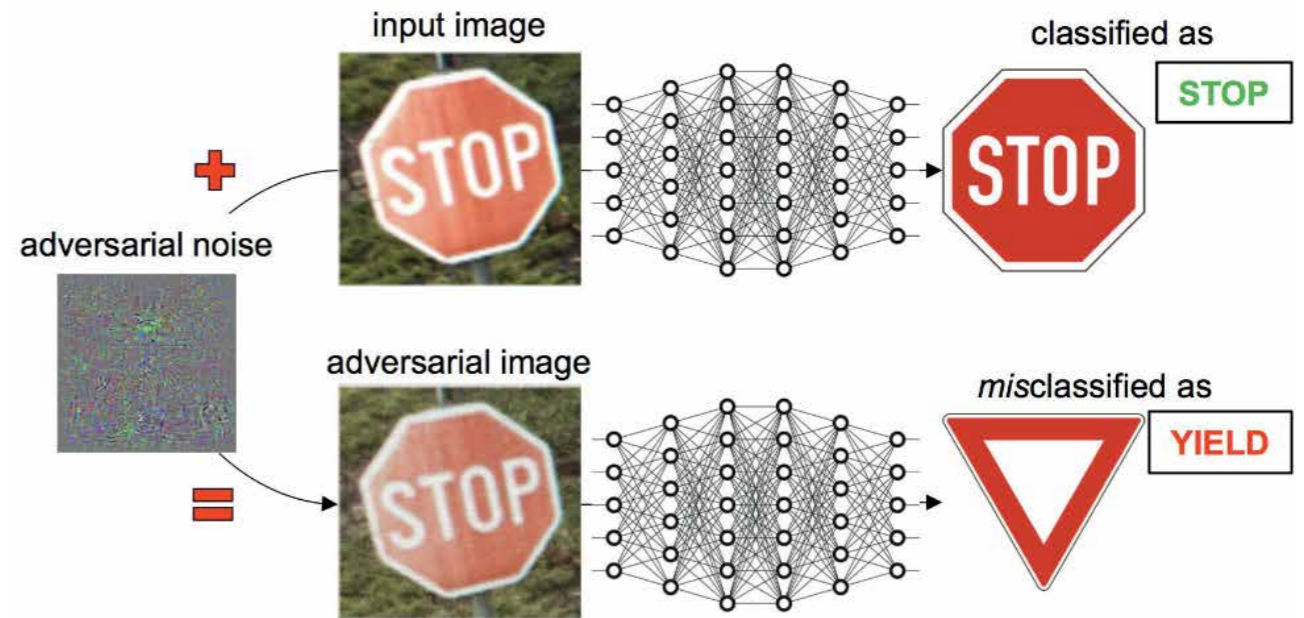 input image
classified as
STOP
STOP
STOP
adversarial noise
adversarial image
misclassified as
YIELD
STOP